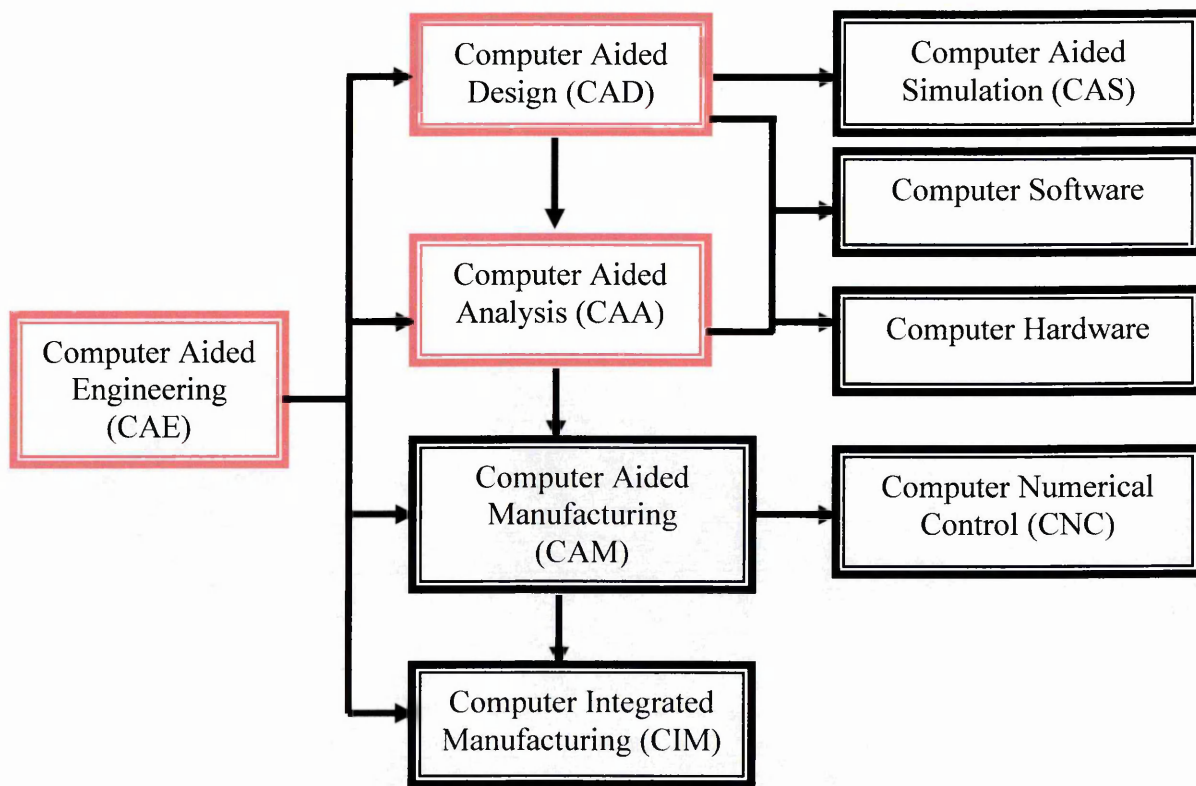 Computer Aided
Design (CAD)
Computer Aided
Simulation (CAS)
Computer Software
Computer Aided
Analysis (CAA)
Computer Hardware
Computer Aided
Engineering
(CAE)
Computer Aided
Manufacturing
(CAM)
Computer Numerical
Control (CNC)
Computer Integrated
Manufacturing (CIM)